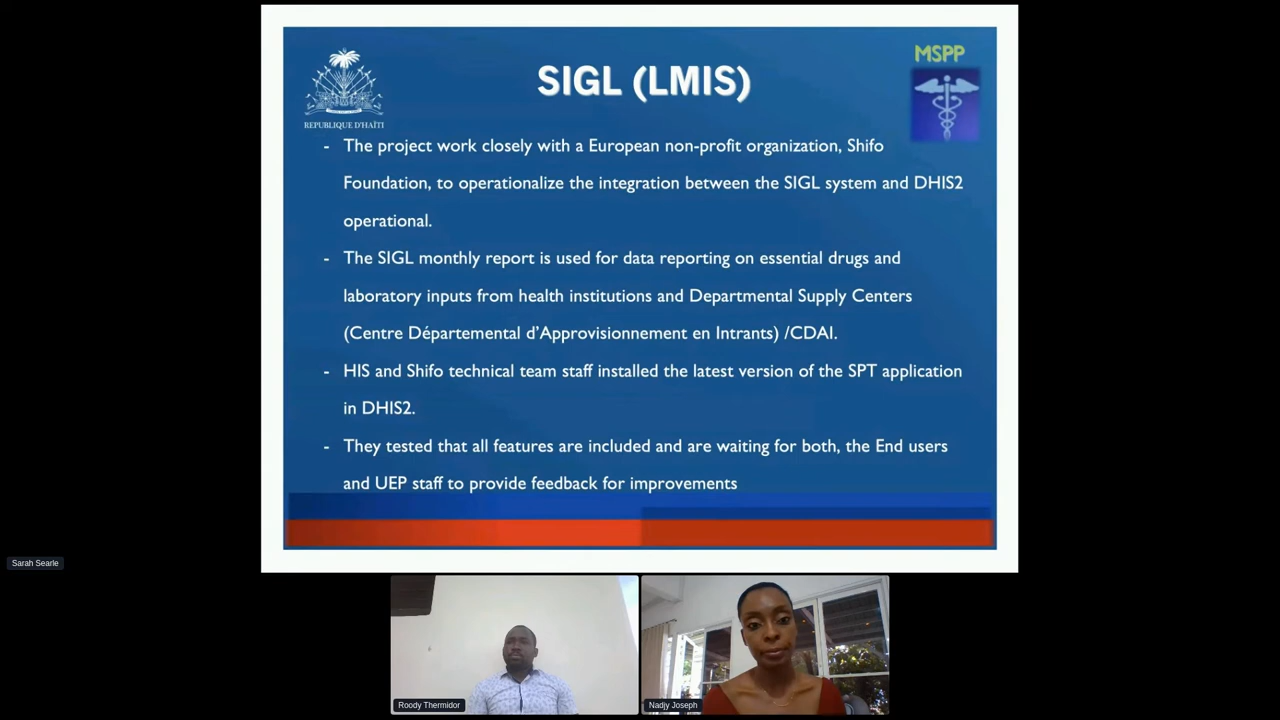 MSPP
SIGL (LMIS)
REPUBLIQUE D'HAÏTI
- The project work closely with a European non-profit organization, Shifo
Foundation, to operationalize the integration between the SIGL system and DHIS2
operational.
- The SIGL monthly report is used for data reporting on essential drugs and
laboratory inputs from health institutions and Departmental Supply Centers
(Centre Départemental d'Approvisionnement en Intrants) /CDAI.
- HIS and Shifo technical team staff installed the latest version of the SPT application
in DHIS2.
- They tested that all features are included and are waiting for both, the End users
and UEP staff to provide feedback for improvements
Sarah Searle
Roody Thermidor
Nadjy Joseph